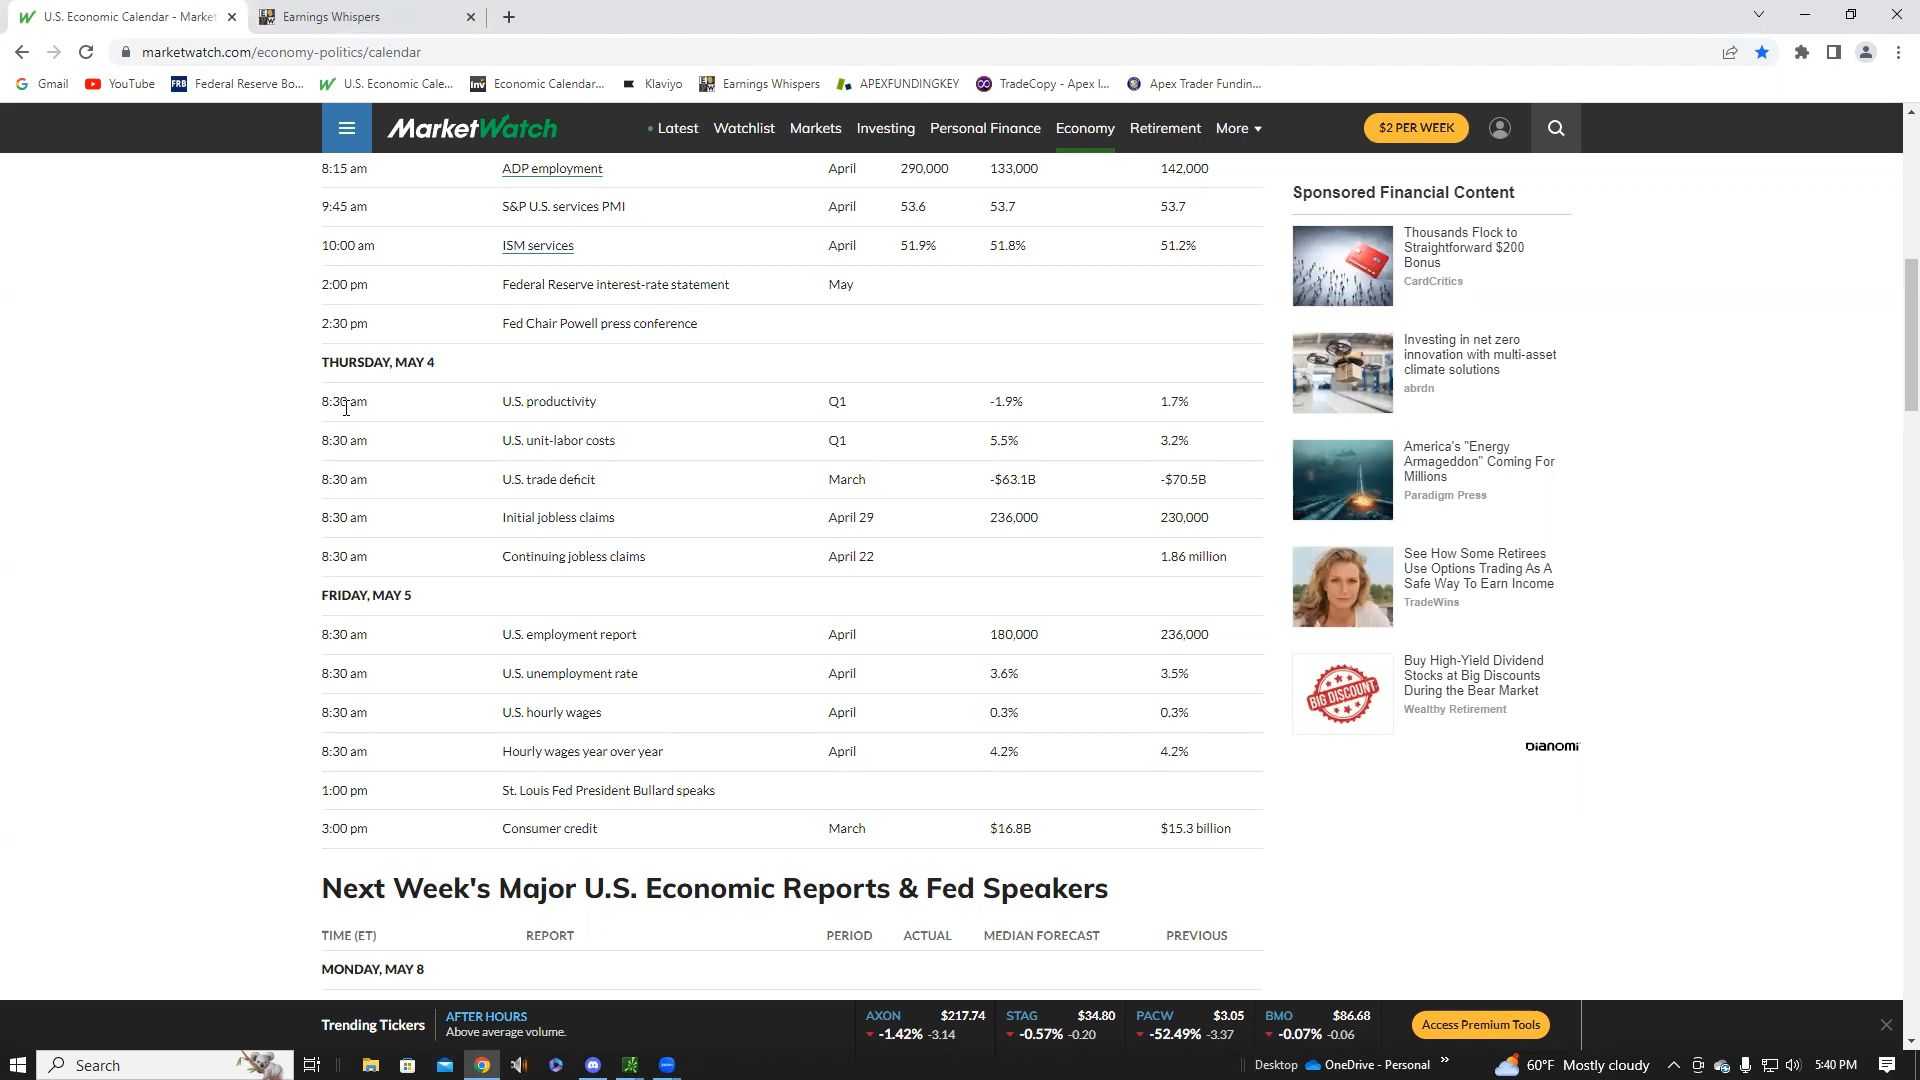 U.S. Economic Calendar - Market
Earnings Whispers
marketwatch.com/economy-politics/calendar
Gmail YouTube FRB Federal Reserve Bo... U.S. Economic Cale... Inv Economic Calendar... Klaviyo Earnings Whispers APEXFUNDINGKEY TradeCopy - Apex I... Apex Trader Fundin...
MarketWatch Latest Watchlist Markets Investing Personal Finance Economy Retirement More $2 PER WEEK
8:15 am ADP employment April 290,000 133,000 142,000
9:45 am S&P U.S. services PMI April 53.6 53.7 53.7
10:00 am ISM services April 51.9% 51.8% 51.2%
2:00 pm Federal Reserve interest-rate statement May
2:30 pm Fed Chair Powell press conference
THURSDAY, MAY 4
8:30 am U.S. productivity Q1 -1.9% 1.7%
8:30 am U.S. unit-labor costs Q1 5.5% 3.2%
8:30 am U.S. trade deficit March -$63.1B -$70.5B
8:30 am Initial jobless claims April 29 236,000 230,000
8:30 am Continuing jobless claims April 22 1.86 million
FRIDAY, MAY 5
8:30 am U.S. employment report April 180,000 236,000
8:30 am U.S. unemployment rate April 3.6% 3.5%
8:30 am U.S. hourly wages April 0.3% 0.3%
8:30 am Hourly wages year over year April 4.2% 4.2%
1:00 pm St. Louis Fed President Bullard speaks
3:00 pm Consumer credit March $16.8B $15.3 billion
Next Week's Major U.S. Economic Reports & Fed Speakers
TIME (ET) REPORT PERIOD ACTUAL MEDIAN FORECAST PREVIOUS
MONDAY, MAY 8
Sponsored Financial Content
Thousands Flock to
Straightforward $200
Bonus
CardCritics
Investing in net zero
innovation with multi-asset
climate solutions
abrdn
America's "Energy
Armageddon" Coming For
Millions
Paradigm Press
See How Some Retirees
Use Options Trading As A
Safe Way To Earn Income
TradeWins
BIG DISCOUNT
Buy High-Yield Dividend
Stocks at Big Discounts
During the Bear Market
Wealthy Retirement
DIANOMI
Trending Tickers
AFTER HOURS
Above average volume.
AXON $217.74
-1.42% -3.14
STAG $34.80
-0.57% -0.20
PACW $3.05
-52.49% -3.37
BMO $86.68
-0.07% -0.06
Access Premium Tools
Search Desktop OneDrive - Personal 60°F Mostly cloudy 5:40 PM